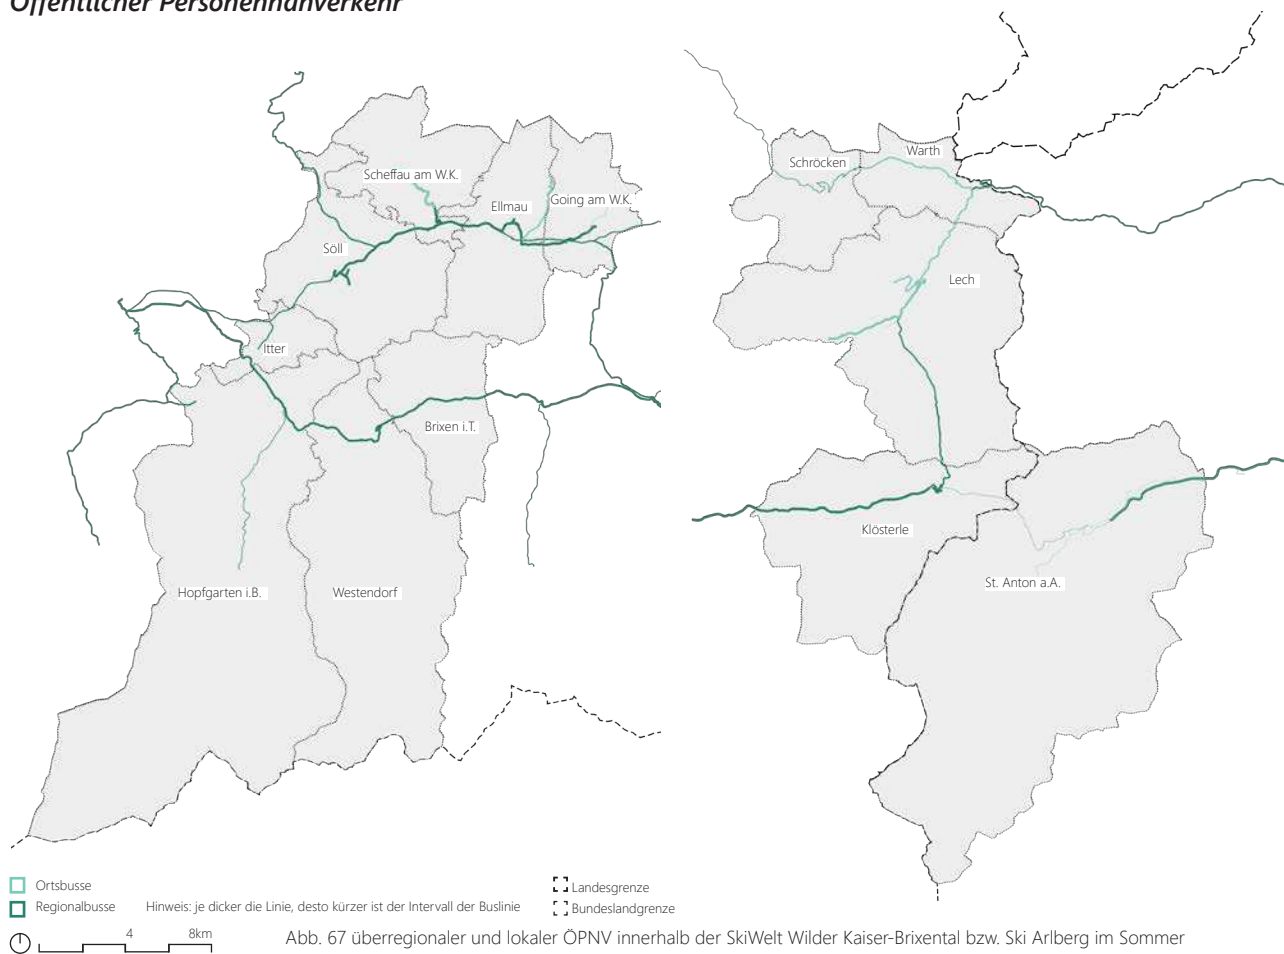 Öffentlicher Personennahverkehr
Scheffau am W.K.
Ellmau
Going am W.K.
Söll
Itter
Brixen i.T.
Hopfgarten i.B.
Westendorf
Schröcken
Warth
Lech
Klösterle
St. Anton a.A.
Ortsbusse
Regionalbusse
Hinweis: je dicker die Linie, desto kürzer ist der Intervall der Buslinie
Landesgrenze
Bundeslandgrenze
4 8km
Abb. 67 überregionaler und lokaler ÖPNV innerhalb der SkiWelt Wilder Kaiser-Brixental bzw. Ski Arlberg im Sommer